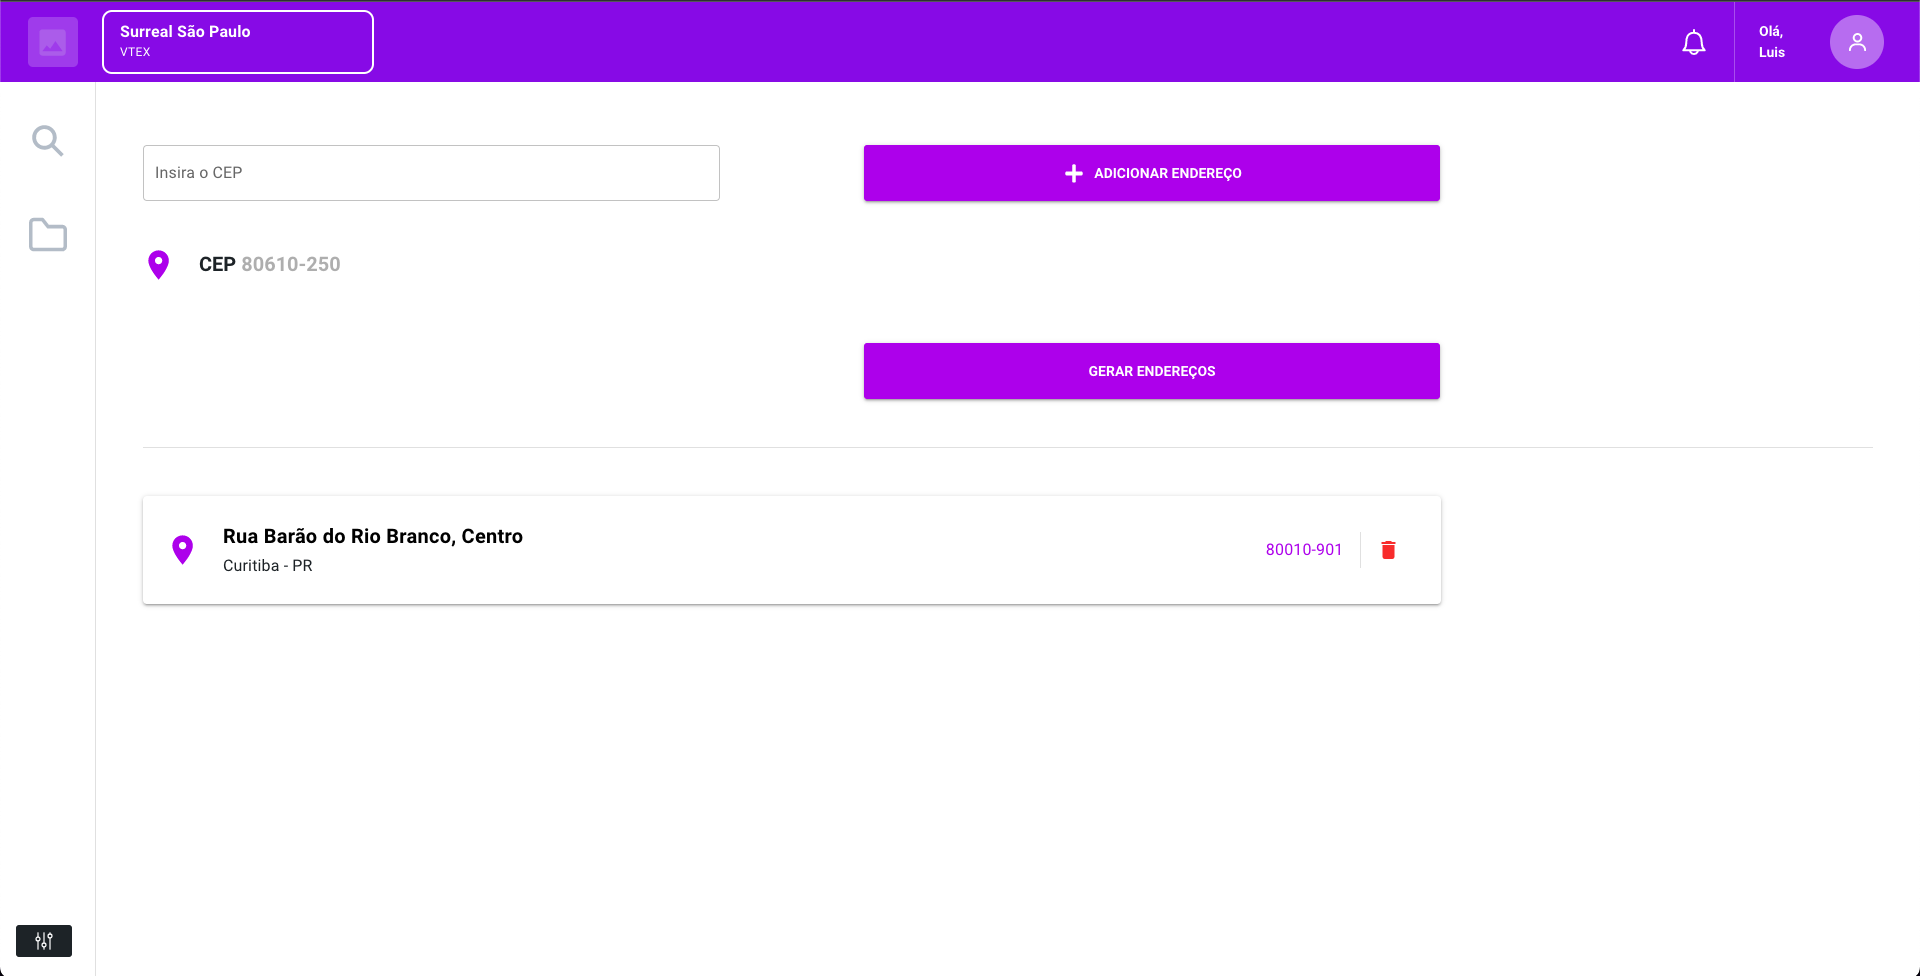 Surreal São Paulo
VTEX
Olá,
Luis
Insira o CEP
ADICIONAR ENDEREÇO
CEP 80610-250
GERAR ENDEREÇOS
Rua Barão do Rio Branco, Centro
Curitiba - PR
80010-901